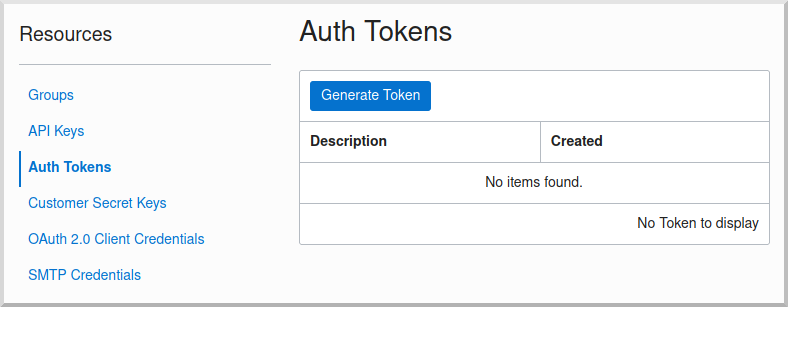 Resources
Groups
API Keys
Auth Tokens
Customer Secret Keys
OAuth 2.0 Client Credentials
SMTP Credentials
Auth Tokens
Generate Token
Description Created
No items found.
No Token to display